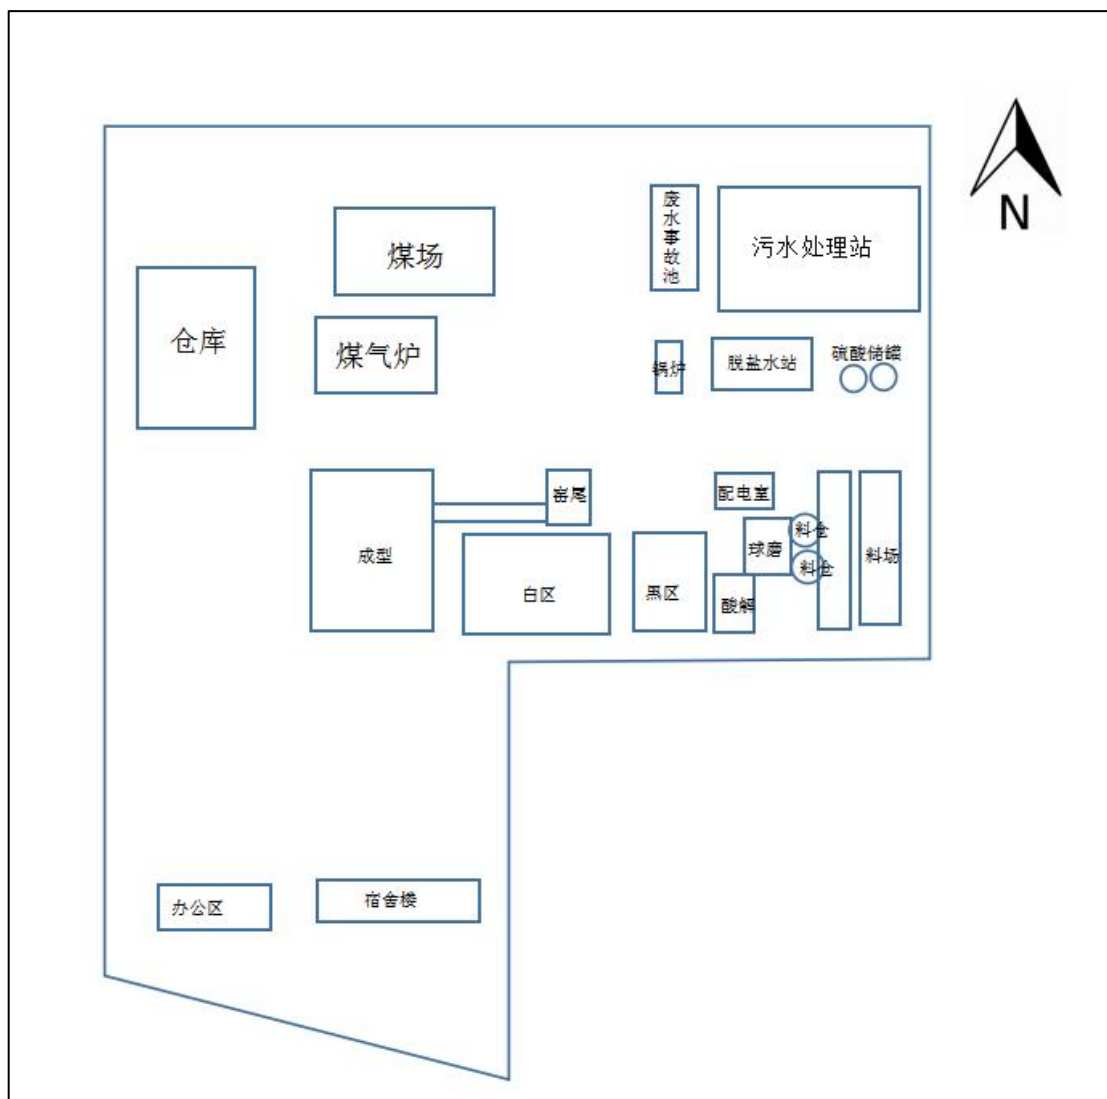 N
废水事故池
污水处理站
煤场
仓库
煤气炉
锅炉
脱盐水站
硫酸储罐
窑尾
配电室
料仓
球磨
成型
料场
料仓
白区
黑区
酸解
办公区
宿舍楼